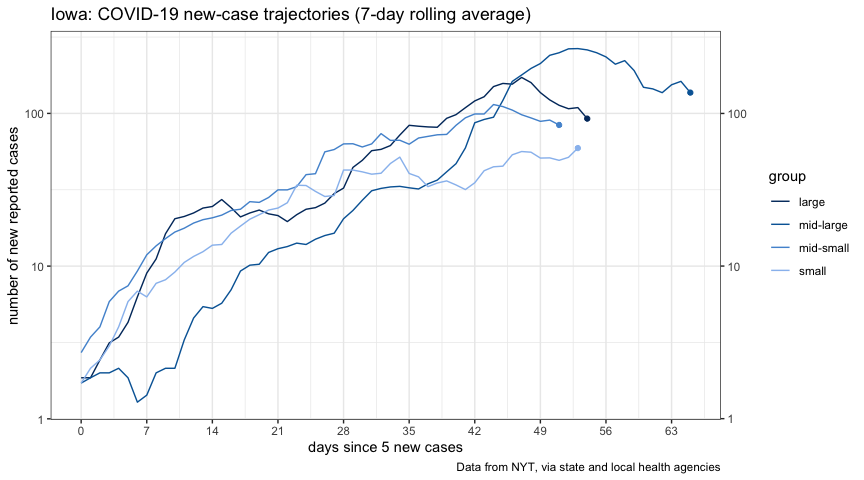 Iowa: COVID-19 new-case trajectories (7-day rolling average)
number of new reported cases
100
10
1
100
10
1
0 7 14 21 28 35 42 49 56 63
days since 5 new cases
group
large
mid-large
mid-small
small
Data from NYT, via state and local health agencies